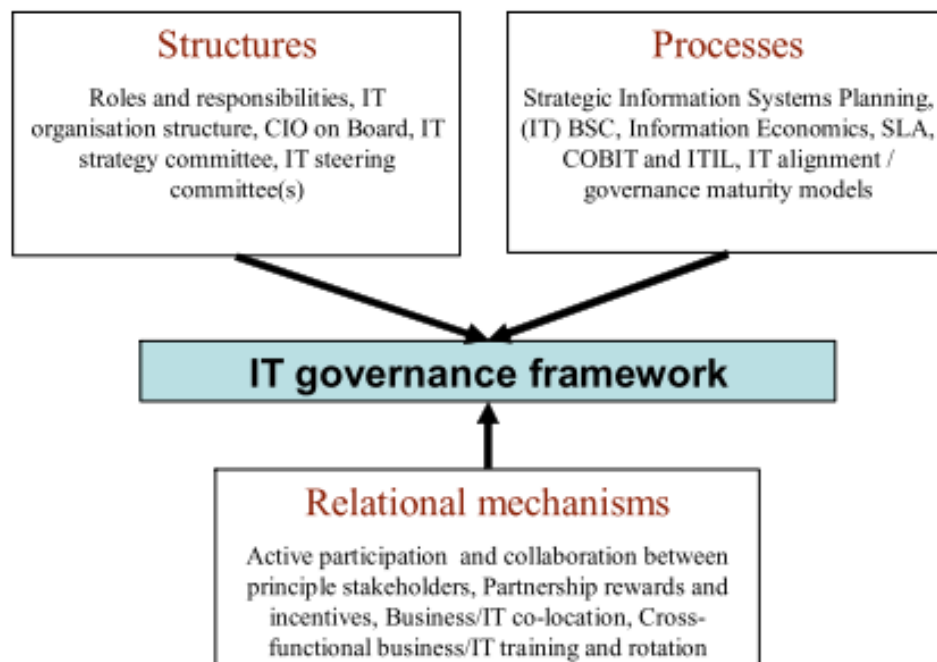 Structures
Roles and responsibilities, IT
organisation structure, CIO on Board, IT
strategy committee, IT steering
committee(s)
Processes
Strategic Information Systems Planning,
(IT) BSC, Information Economics, SLA,
COBIT and ITIL, IT alignment /
governance maturity models
IT governance framework
Relational mechanisms
Active participation and collaboration between
principle stakeholders, Partnership rewards and
incentives, Business/IT co-location, Cross-
functional business/IT training and rotation